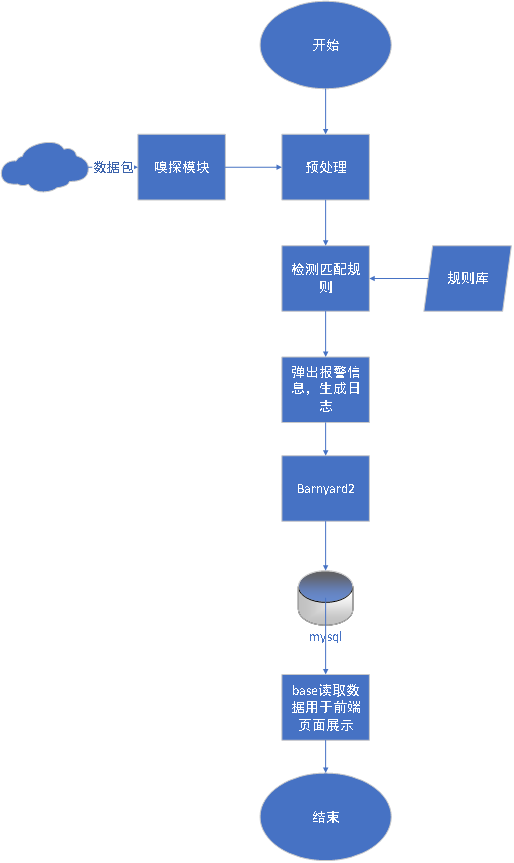 开始
数据包
嗅探模块
预处理
检测匹配规
则
规则库
弹出报警信
息，生成日
志
Barnyard2
mysql
base读取数
据用于前端
页面展示
结束